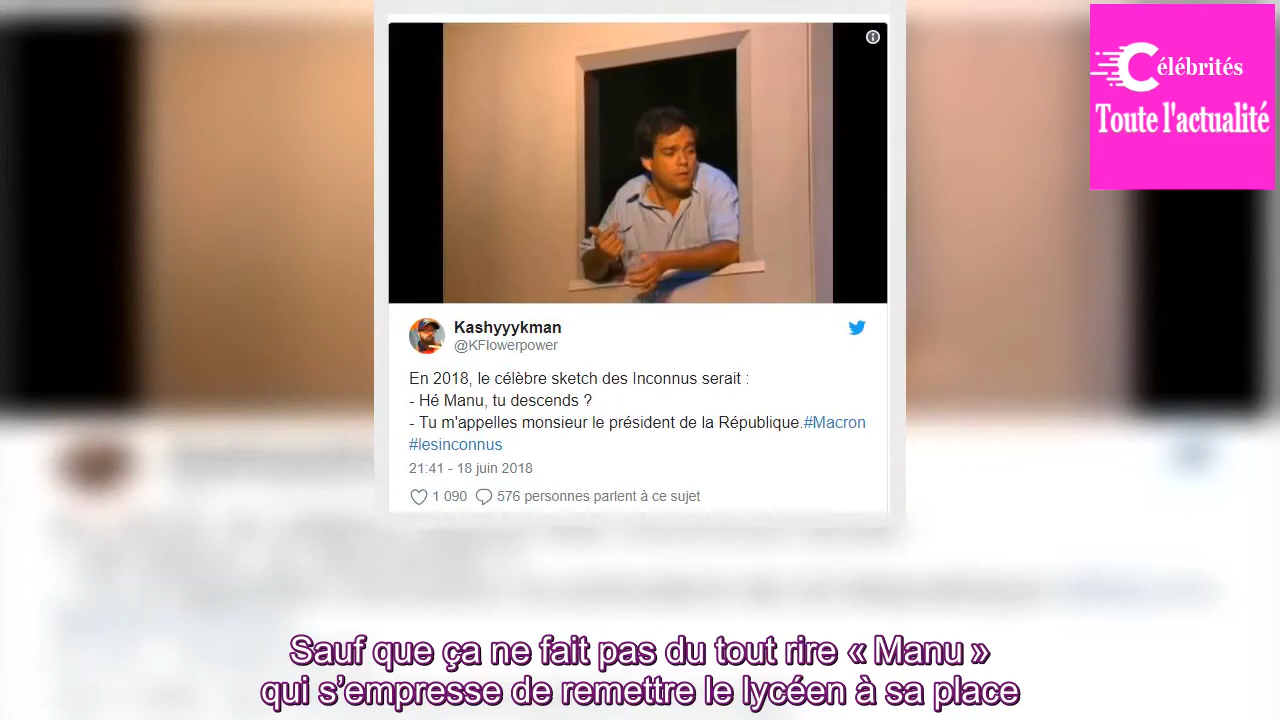 Célébrités
Toute l'actualité
Kashyyykman
@KFlowerpower
En 2018, le célèbre sketch des Inconnus serait :
- Hé Manu, tu descends ?
- Tu m'appelles monsieur le président de la République.#Macron
#lesinconnus
21:41 - 18 juin 2018
1 090 576 personnes parlent à ce sujet
Sauf que ça ne fait pas du tout rire « Manu »
qui s’empresse de remettre le lycéen à sa place